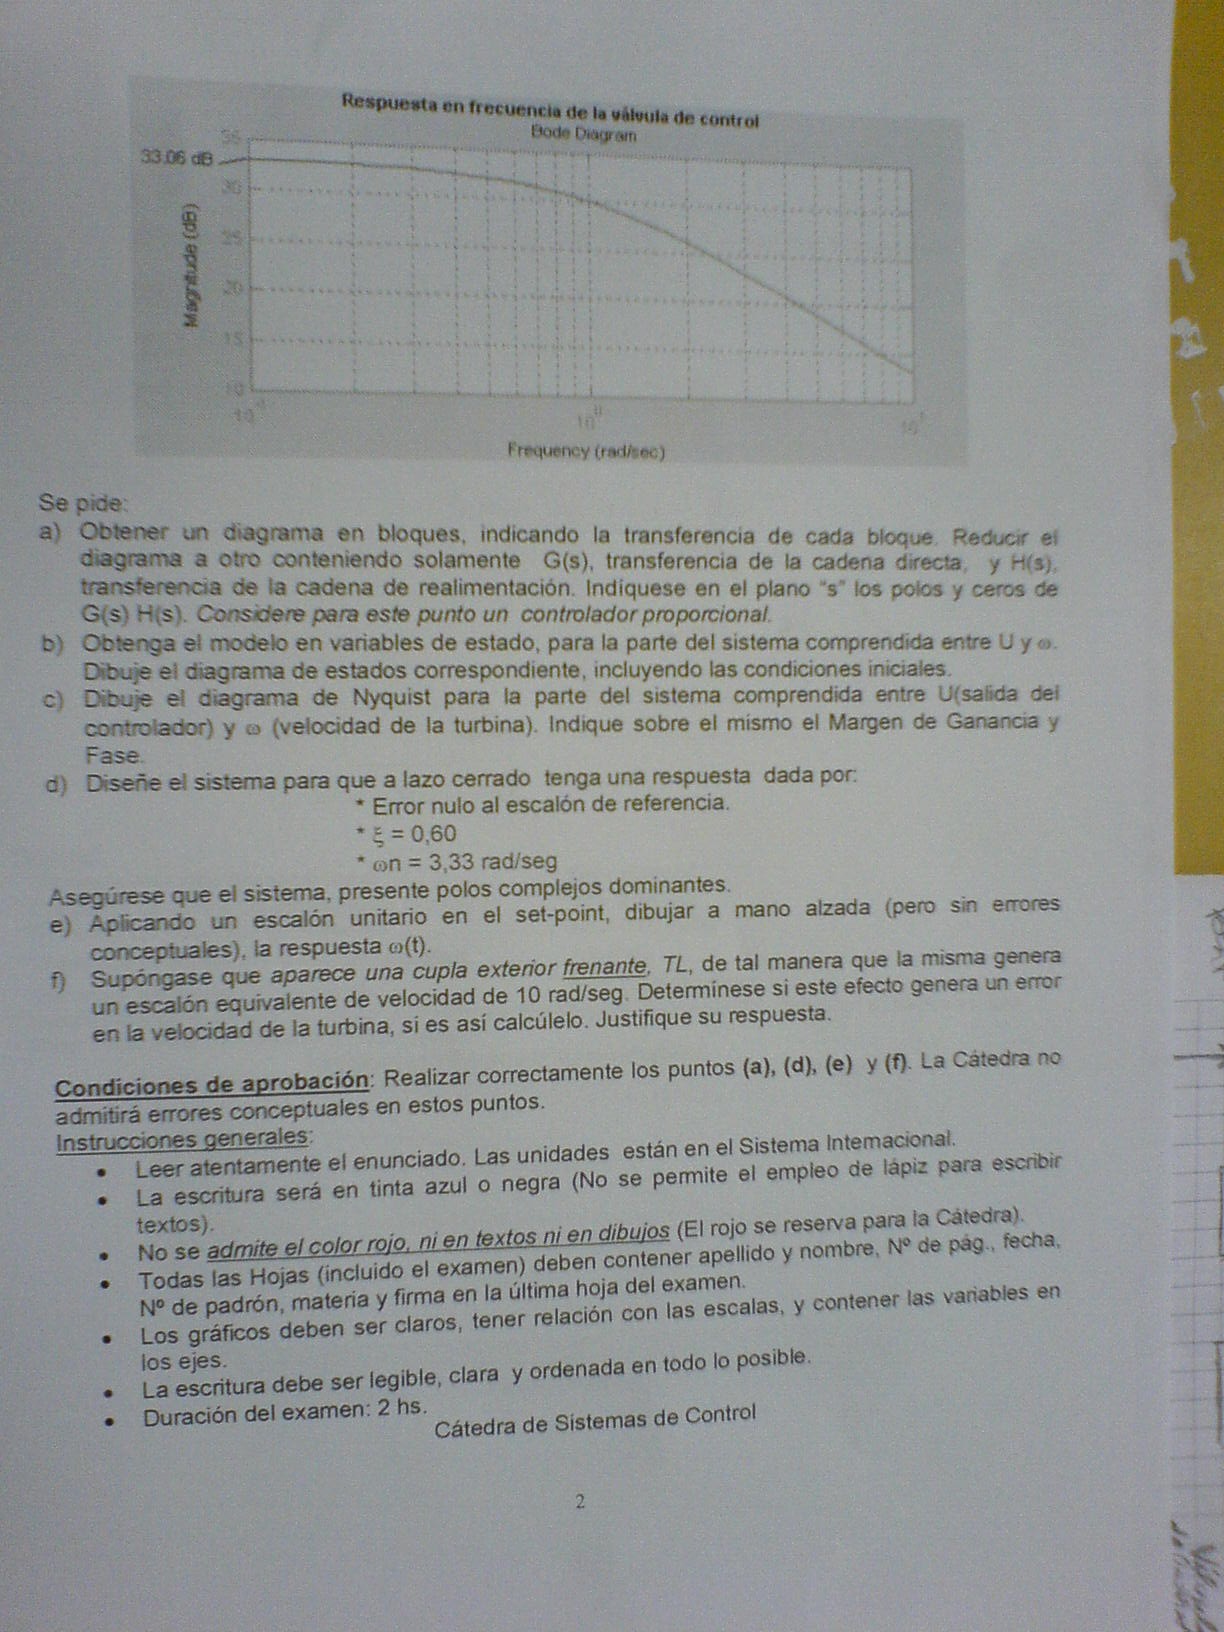 Respuesta en frecuencia de la válvula de control
Bode Diagram
35
33.06 dB
30
25
20
15
10
Magnitude (dB)
10^-1
10^0
10^1
Frequency (rad/sec)
Se pide:
a) Obtener un diagrama en bloques, indicando la transferencia de cada bloque. Reducir el
diagrama a otro conteniendo solamente G(s), transferencia de la cadena directa, y H(s),
transferencia de la cadena de realimentación. Indíquese en el plano "s" los polos y ceros de
G(s) H(s). Considere para este punto un controlador proporcional.
b) Obtenga el modelo en variables de estado, para la parte del sistema comprendida entre U y ω.
Dibuje el diagrama de estados correspondiente, incluyendo las condiciones iniciales.
c) Dibuje el diagrama de Nyquist para la parte del sistema comprendida entre U(salida del
controlador) y ω (velocidad de la turbina). Indique sobre el mismo el Margen de Ganancia y
Fase.
d) Diseñe el sistema para que a lazo cerrado tenga una respuesta dada por:
* Error nulo al escalón de referencia.
* ξ = 0,60
* ωn = 3,33 rad/seg
Asegúrese que el sistema, presente polos complejos dominantes.
e) Aplicando un escalón unitario en el set-point, dibujar a mano alzada (pero sin errores
conceptuales), la respuesta ω(t).
f) Supóngase que aparece una cupla exterior frenante, TL, de tal manera que la misma genera
un escalón equivalente de velocidad de 10 rad/seg. Determínese si este efecto genera un error
en la velocidad de la turbina, si es así calcúlelo. Justifique su respuesta.
Condiciones de aprobación: Realizar correctamente los puntos (a), (d), (e) y (f). La Cátedra no
admitirá errores conceptuales en estos puntos.
Instrucciones generales:
• Leer atentamente el enunciado. Las unidades están en el Sistema Internacional.
• La escritura será en tinta azul o negra (No se permite el empleo de lápiz para escribir
textos).
• No se admite el color rojo, ni en textos ni en dibujos (El rojo se reserva para la Cátedra).
• Todas las Hojas (incluido el examen) deben contener apellido y nombre, Nº de pág., fecha,
Nº de padrón, materia y firma en la última hoja del examen.
• Los gráficos deben ser claros, tener relación con las escalas, y contener las variables en
los ejes.
• La escritura debe ser legible, clara y ordenada en todo lo posible.
• Duración del examen: 2 hs.
Cátedra de Sistemas de Control
2